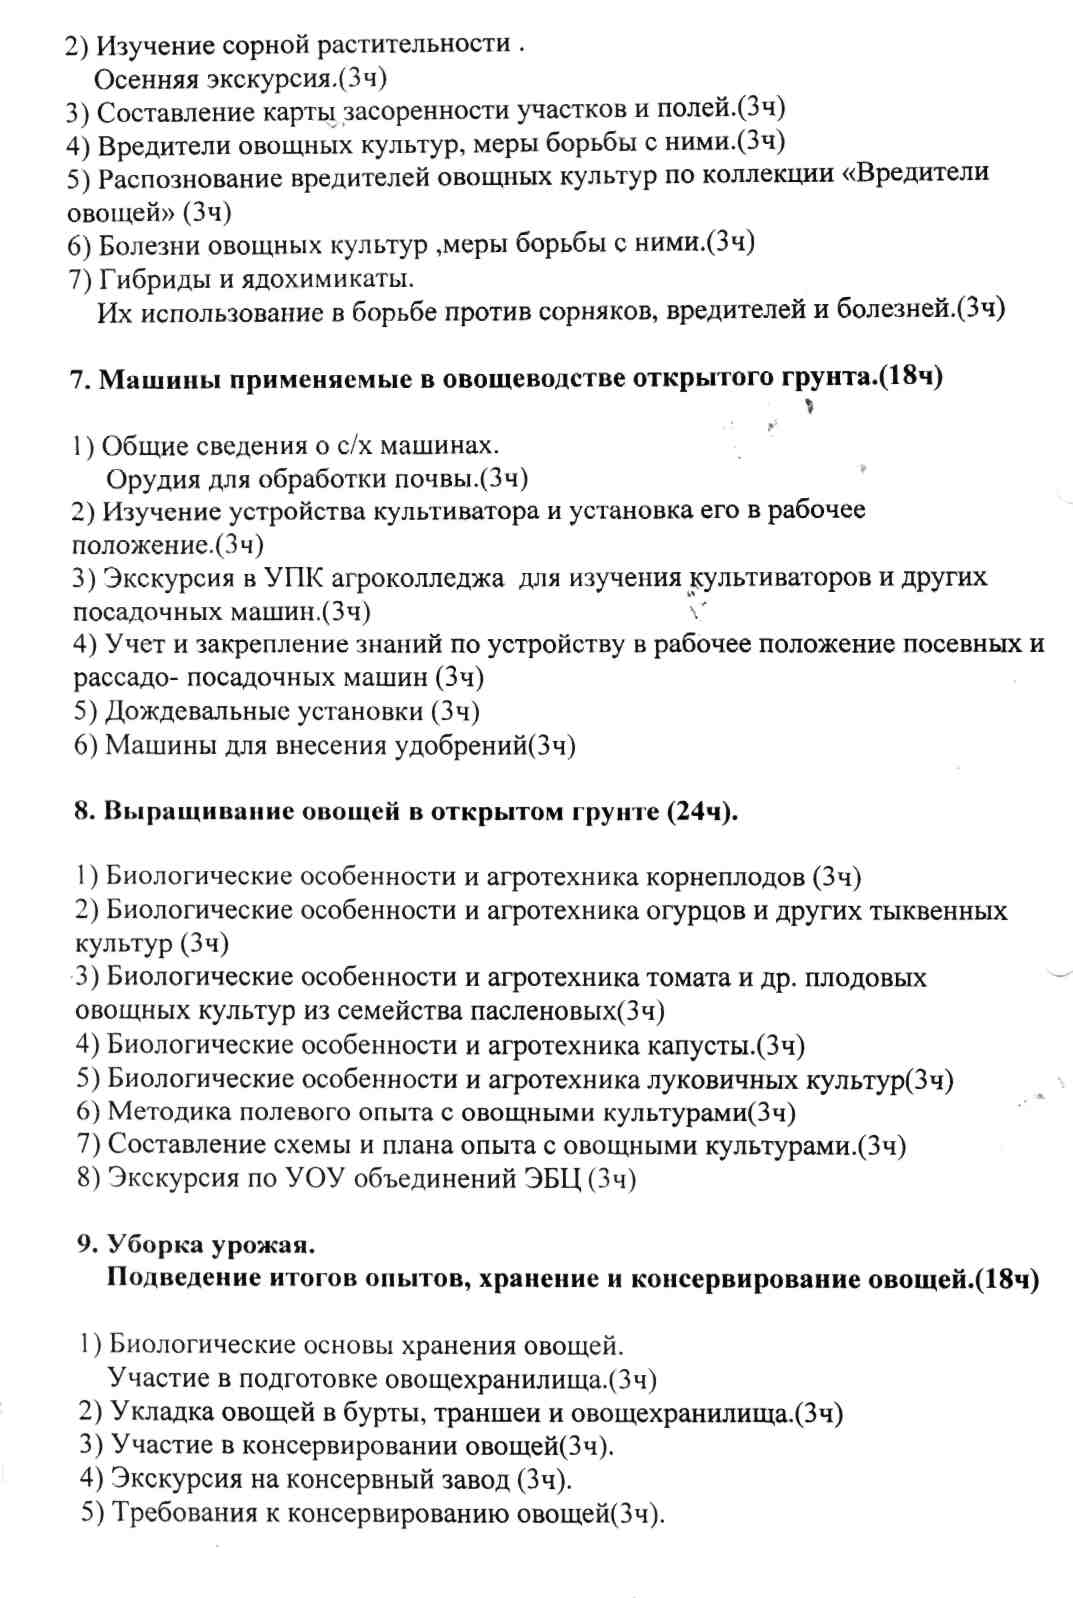 2) Изучение сорной растительности .
Осенняя экскурсия.(3ч)
3) Составление карты засоренности участков и полей.(3ч)
4) Вредители овощных культур, меры борьбы с ними.(3ч)
5) Распознование вредителей овощных культур по коллекции «Вредители
овощей» (3ч)
6) Болезни овощных культур ,меры борьбы с ними.(3ч)
7) Гибриды и ядохимикаты.
Их использование в борьбе против сорняков, вредителей и болезней.(3ч)
7. Машины применяемые в овощеводстве открытого грунта.(18ч)
1) Общие сведения о с/х машинах.
Орудия для обработки почвы.(3ч)
2) Изучение устройства культиватора и установка его в рабочее
положение.(3ч)
3) Экскурсия в УПК агроколледжа для изучения культиваторов и других
посадочных машин.(3ч)
4) Учет и закрепление знаний по устройству в рабочее положение посевных и
рассадо- посадочных машин (3ч)
5) Дождевальные установки (3ч)
6) Машины для внесения удобрений(3ч)
8. Выращивание овощей в открытом грунте (24ч).
1) Биологические особенности и агротехника корнеплодов (3ч)
2) Биологические особенности и агротехника огурцов и других тыквенных
культур (3ч)
3) Биологические особенности и агротехника томата и др. плодовых
овощных культур из семейства пасленовых(3ч)
4) Биологические особенности и агротехника капусты.(3ч)
5) Биологические особенности и агротехника луковичных культур(3ч)
6) Методика полевого опыта с овощными культурами(3ч)
7) Составление схемы и плана опыта с овощными культурами.(3ч)
8) Экскурсия по УОУ объединений ЭБЦ (3ч)
9. Уборка урожая.
Подведение итогов опытов, хранение и консервирование овощей.(18ч)
1) Биологические основы хранения овощей.
Участие в подготовке овощехранилища.(3ч)
2) Укладка овощей в бурты, траншеи и овощехранилища.(3ч)
3) Участие в консервировании овощей(3ч).
4) Экскурсия на консервный завод (3ч).
5) Требования к консервированию овощей(3ч).